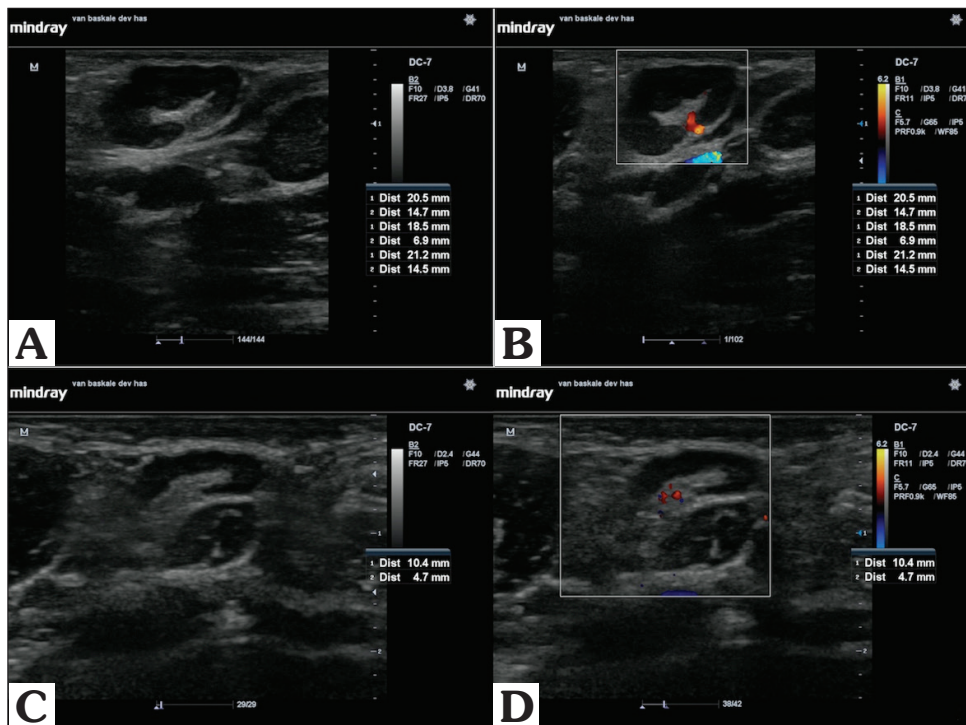 van baskale dev has
mindray
M
DC-7
B2
F10 /D3.8 /G41
FR27 /IP5 /DR70
1
1 Dist 20.5 mm
2 Dist 14.7 mm
1 Dist 18.5 mm
2 Dist 6.9 mm
1 Dist 21.2 mm
2 Dist 14.5 mm
144/144
A
van baskale dev has
mindray
M
DC-7
6.2
B1
F10 /D3.8 /G41
FR11 /IP5 /DR7
C
F5.7 /G65 /IP5
PRF0.9k /WF85
1
1 Dist 20.5 mm
2 Dist 14.7 mm
1 Dist 18.5 mm
2 Dist 6.9 mm
1 Dist 21.2 mm
2 Dist 14.5 mm
1/102
B
van baskale dev has
mindray
M
DC-7
B2
F10 /D2.4 /G44
FR27 /IP5 /DR70
1
1 Dist 10.4 mm
2 Dist 4.7 mm
2
29/29
C
van baskale dev has
mindray
M
DC-7
6.2
B1
F10 /D2.4 /G44
FR11 /IP5 /DR70
C
F5.7 /G65 /IP5
PRF0.9k /WF85
1
1 Dist 10.4 mm
2 Dist 4.7 mm
2
38/42
D